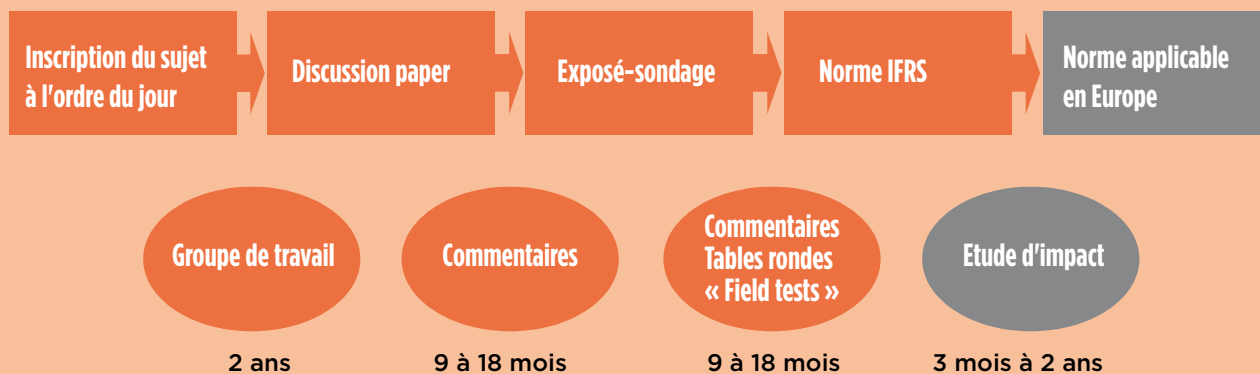 Inscription du sujet
à l'ordre du jour
Discussion paper
Exposé-sondage
Norme IFRS
Norme applicable
en Europe
Groupe de travail
Commentaires
Commentaires
Tables rondes
« Field tests »
Etude d'impact
2 ans
9 à 18 mois
9 à 18 mois
3 mois à 2 ans